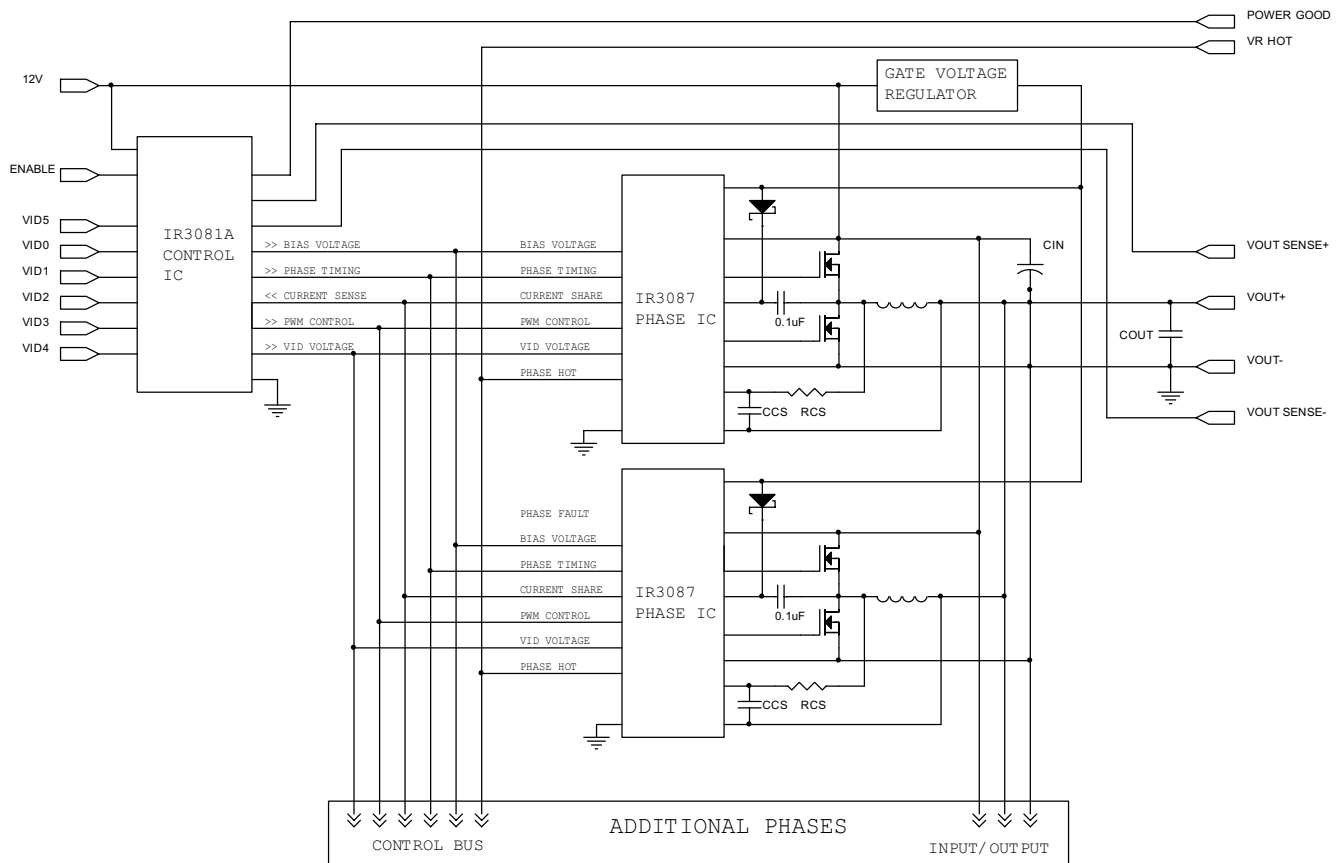 POWER GOOD
VR HOT
12V
GATE VOLTAGE
REGULATOR
ENABLE
VID5
VID0
VID1
VID2
VID3
VID4
IR3081A
CONTROL
IC
>> BIAS VOLTAGE
>> PHASE TIMING
<< CURRENT SENSE
>> PWM CONTROL
>> VID VOLTAGE
BIAS VOLTAGE
PHASE TIMING
CURRENT SHARE
PWM CONTROL
VID VOLTAGE
PHASE HOT
IR3087
PHASE IC
0.1uF
CCS
RCS
CIN
COUT
VOUT SENSE+
VOUT+
VOUT-
VOUT SENSE-
PHASE FAULT
BIAS VOLTAGE
PHASE TIMING
CURRENT SHARE
PWM CONTROL
VID VOLTAGE
PHASE HOT
IR3087
PHASE IC
0.1uF
CCS
RCS
ADDITIONAL PHASES
CONTROL BUS
INPUT/OUTPUT